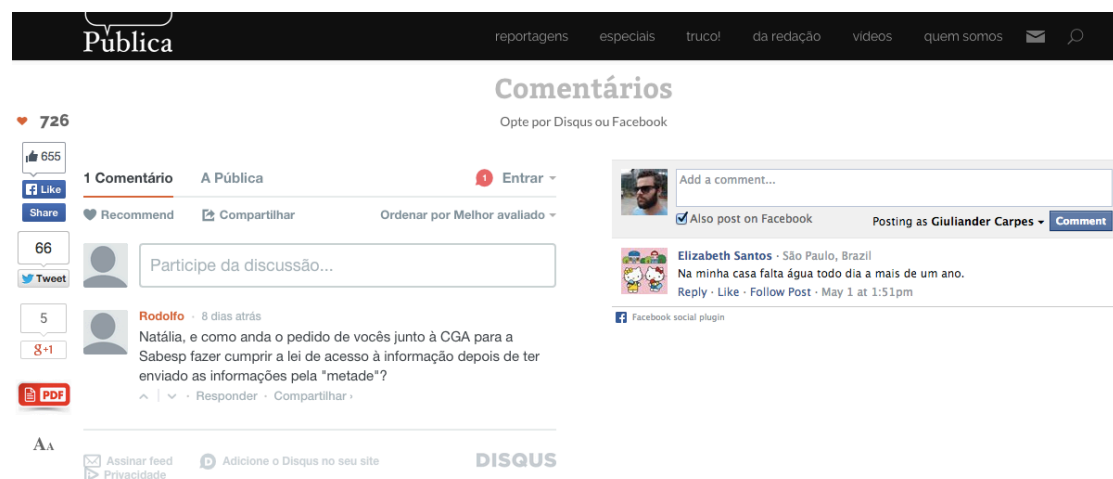 Pública
reportagens especiais truco! da redação vídeos quem somos
Comentários
Opte por Disqus ou Facebook
726
655
Like
Share
66
Tweet
5
g+1
PDF
AA
1 Comentário A Pública 1 Entrar
Recommend Compartilhar Ordenar por Melhor avaliado
Participe da discussão...
Rodolfo · 8 dias atrás
Natália, e como anda o pedido de vocês junto à CGA para a
Sabesp fazer cumprir a lei de acesso à informação depois de ter
enviado as informações pela "metade"?
· Responder · Compartilhar ›
Assinar feed Adicione o Disqus no seu site DISQUS
Privacidade
Add a comment...
Also post on Facebook Posting as Giuliander Carpes Comment
Elizabeth Santos · São Paulo, Brazil
Na minha casa falta água todo dia a mais de um ano.
Reply · Like · Follow Post · May 1 at 1:51pm
Facebook social plugin